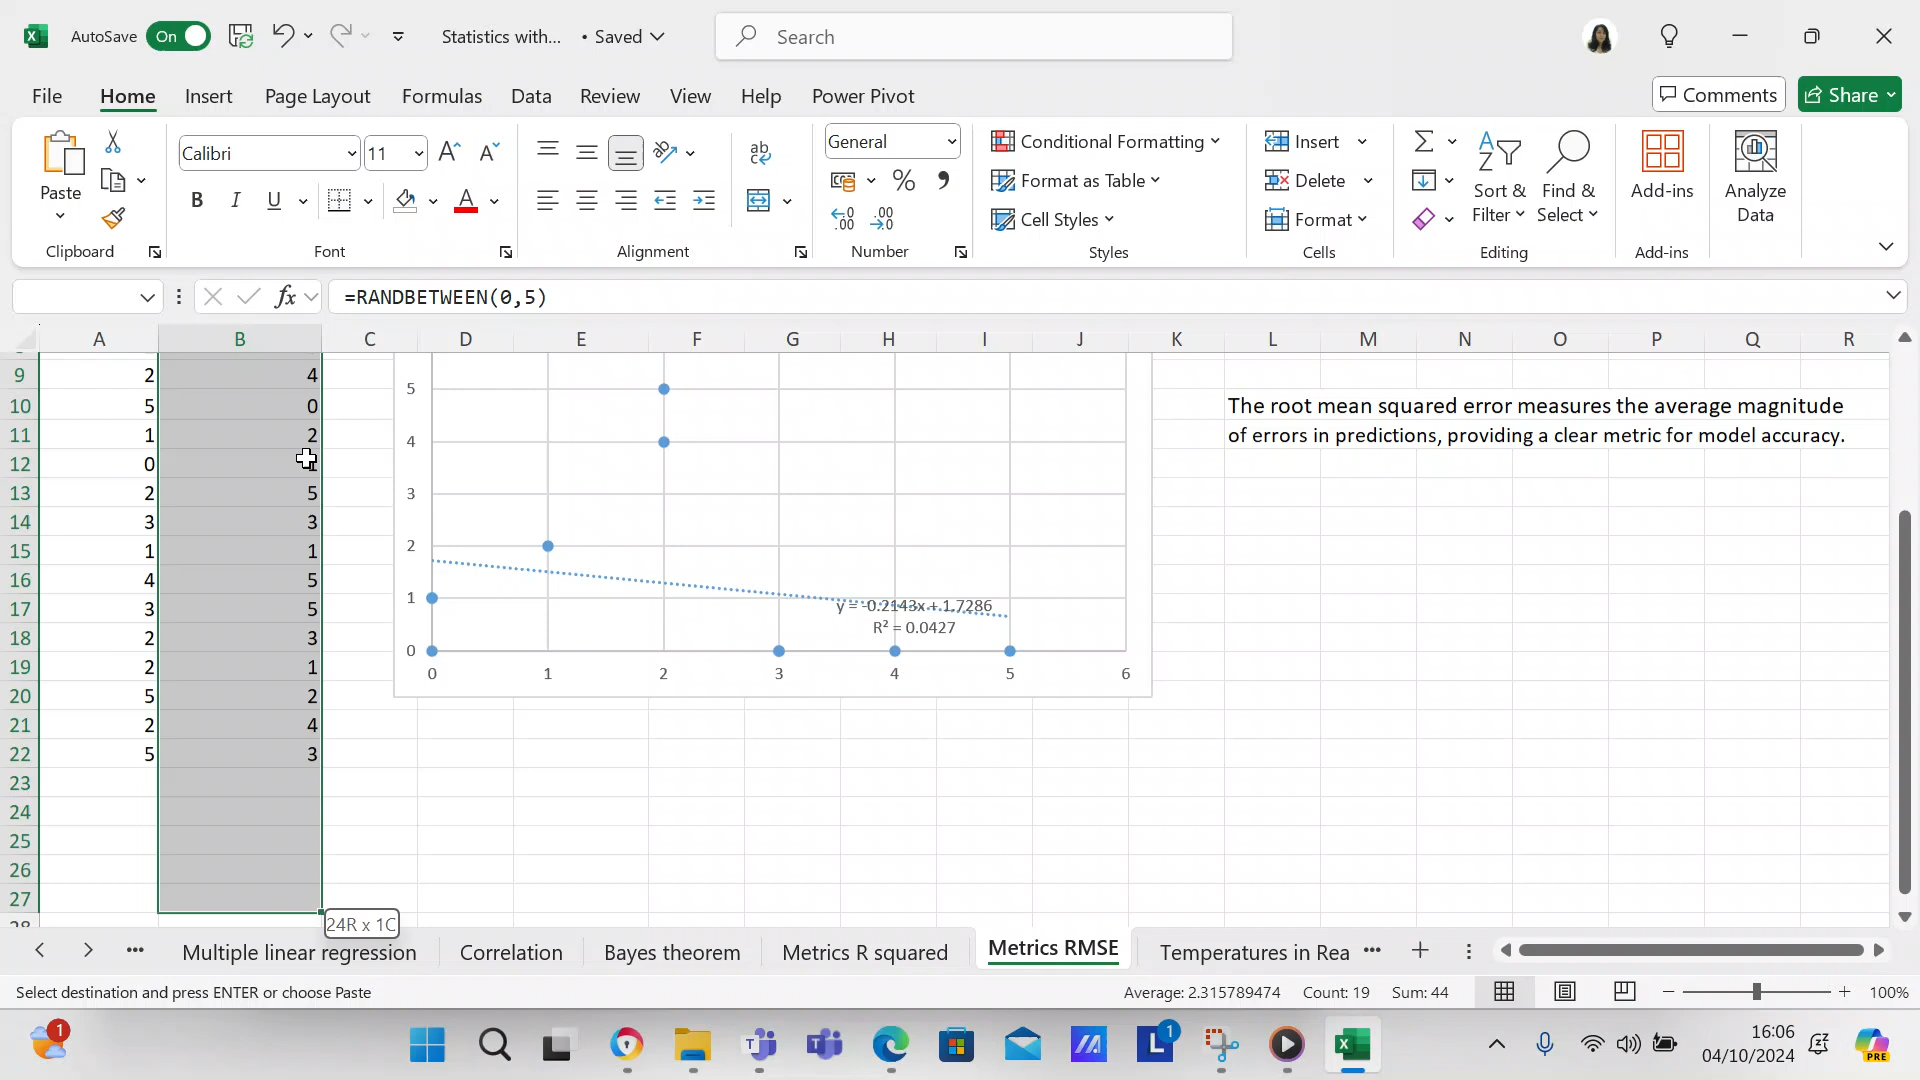 AutoSave On Statistics with... • Saved Search
File Home Insert Page Layout Formulas Data Review View Help Power Pivot Comments Share
Paste
Clipboard
Calibri 11
B I U
Font
ab
Alignment
General
% ,
Number
Conditional Formatting
Format as Table
Cell Styles
Styles
Insert
Delete
Format
Cells
Sort &
Filter
Find &
Select
Editing
Add-ins
Add-ins
Analyze
Data
fx =RANDBETWEEN(0,5)
A B C D E F G H I J K L M N O P Q R
9 2 4
10 5 0
11 1 2
12 0
13 2 5
14 3 3
15 1 1
16 4 5
17 3 5
18 2 3
19 2 1
20 5 2
21 2 4
22 5 3
23
24
25
26
27
5
4
3
2
1
0
0 1 2 3 4 5 6
y = -0.2143x + 1.7286
R² = 0.0427
The root mean squared error measures the average magnitude
of errors in predictions, providing a clear metric for model accuracy.
24R x 1C
Multiple linear regression Correlation Bayes theorem Metrics R squared Metrics RMSE Temperatures in Rea
Select destination and press ENTER or choose Paste Average: 2.315789474 Count: 19 Sum: 44 100%
1
L 1
16:06
04/10/2024
PRE